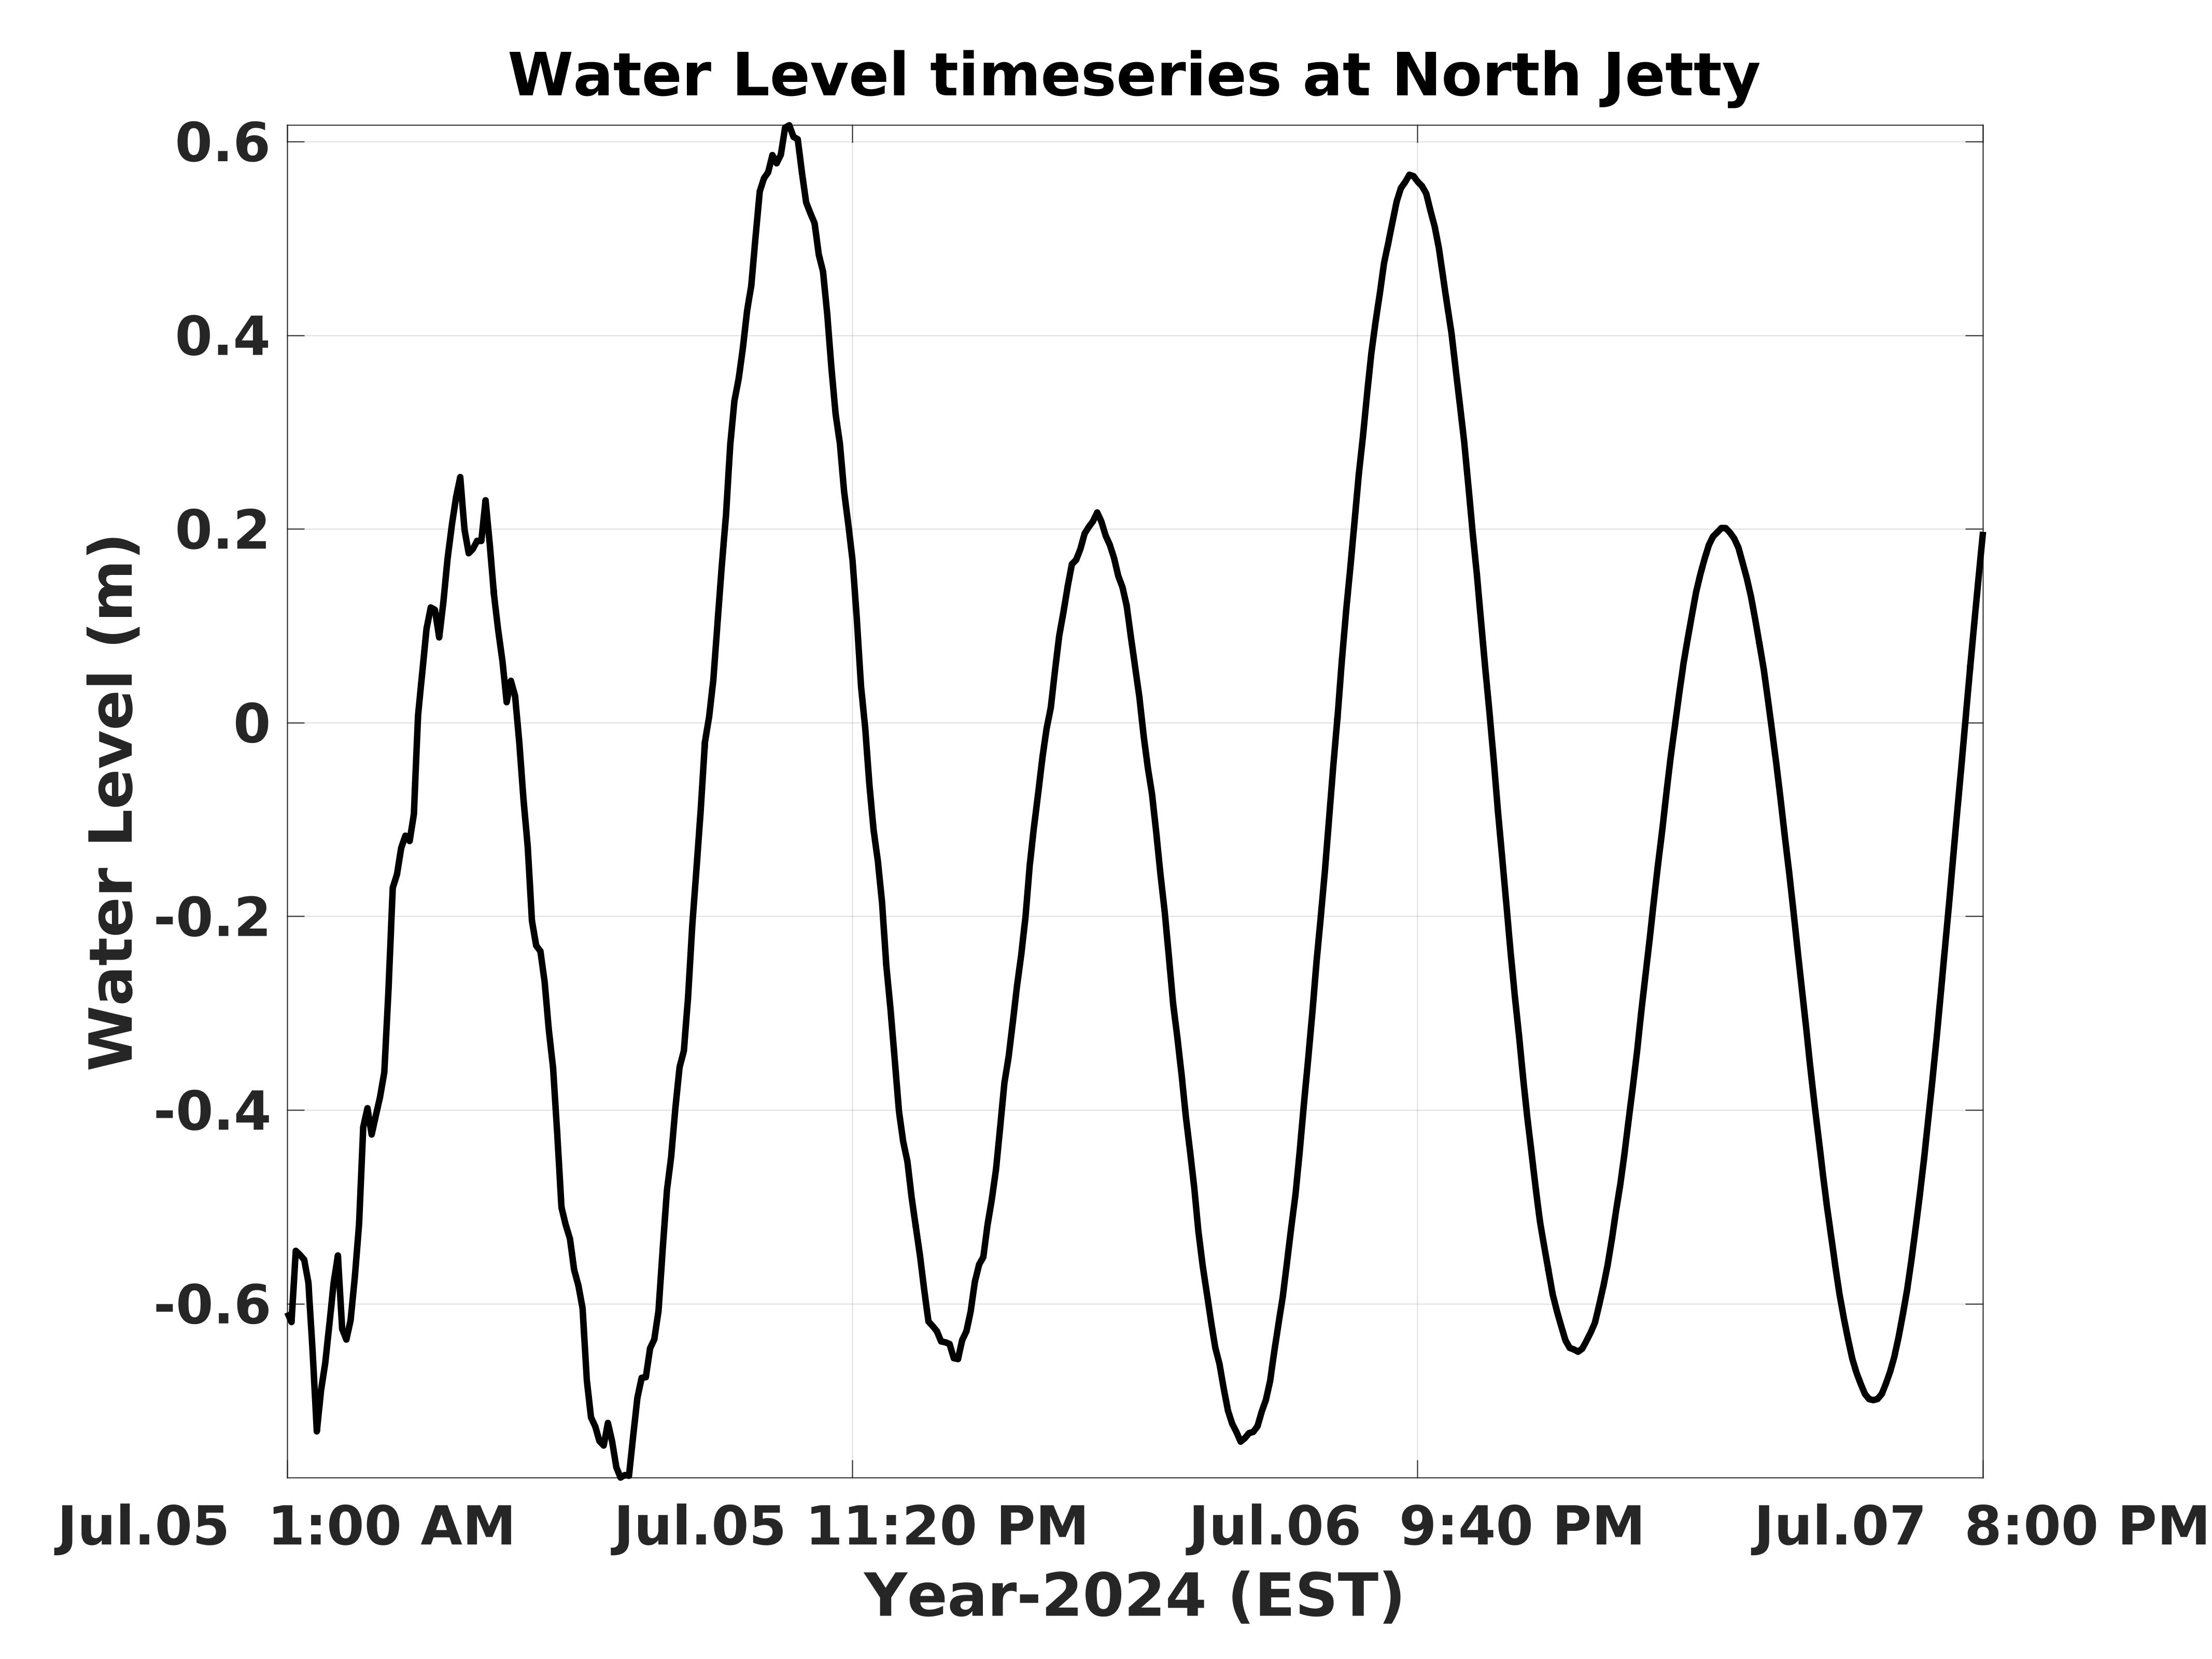 Water Level timeseries at North Jetty
0.6
0.4
0.2
0
-0.2
-0.4
-0.6
Water Level (m)
Jul.05 1:00 AM
Jul.05 11:20 PM
Jul.06 9:40 PM
Jul.07 8:00 PM
Year-2024 (EST)